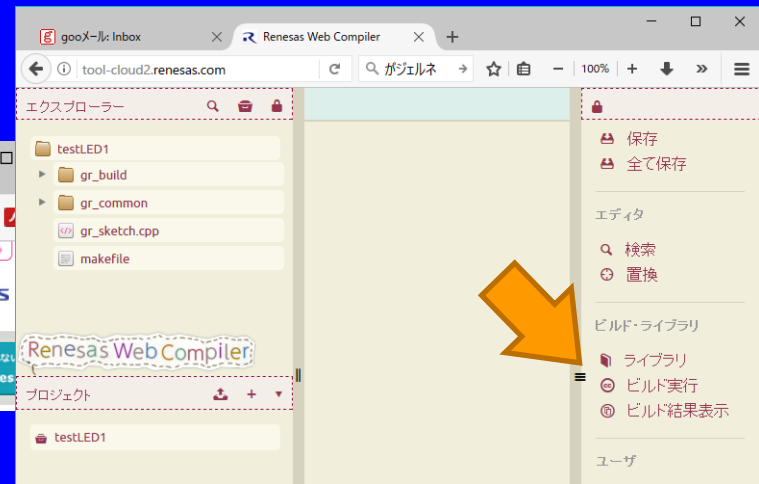 gooメール: Inbox
Renesas Web Compiler
tool-cloud2.renesas.com
がジェルネ
100%
エクスプローラー
testLED1
gr_build
gr_common
gr_sketch.cpp
makefile
Renesas Web Compiler
プロジェクト
testLED1
保存
全て保存
エディタ
検索
置換
ビルド・ライブラリ
ライブラリ
ビルド実行
ビルド結果表示
ユーザ